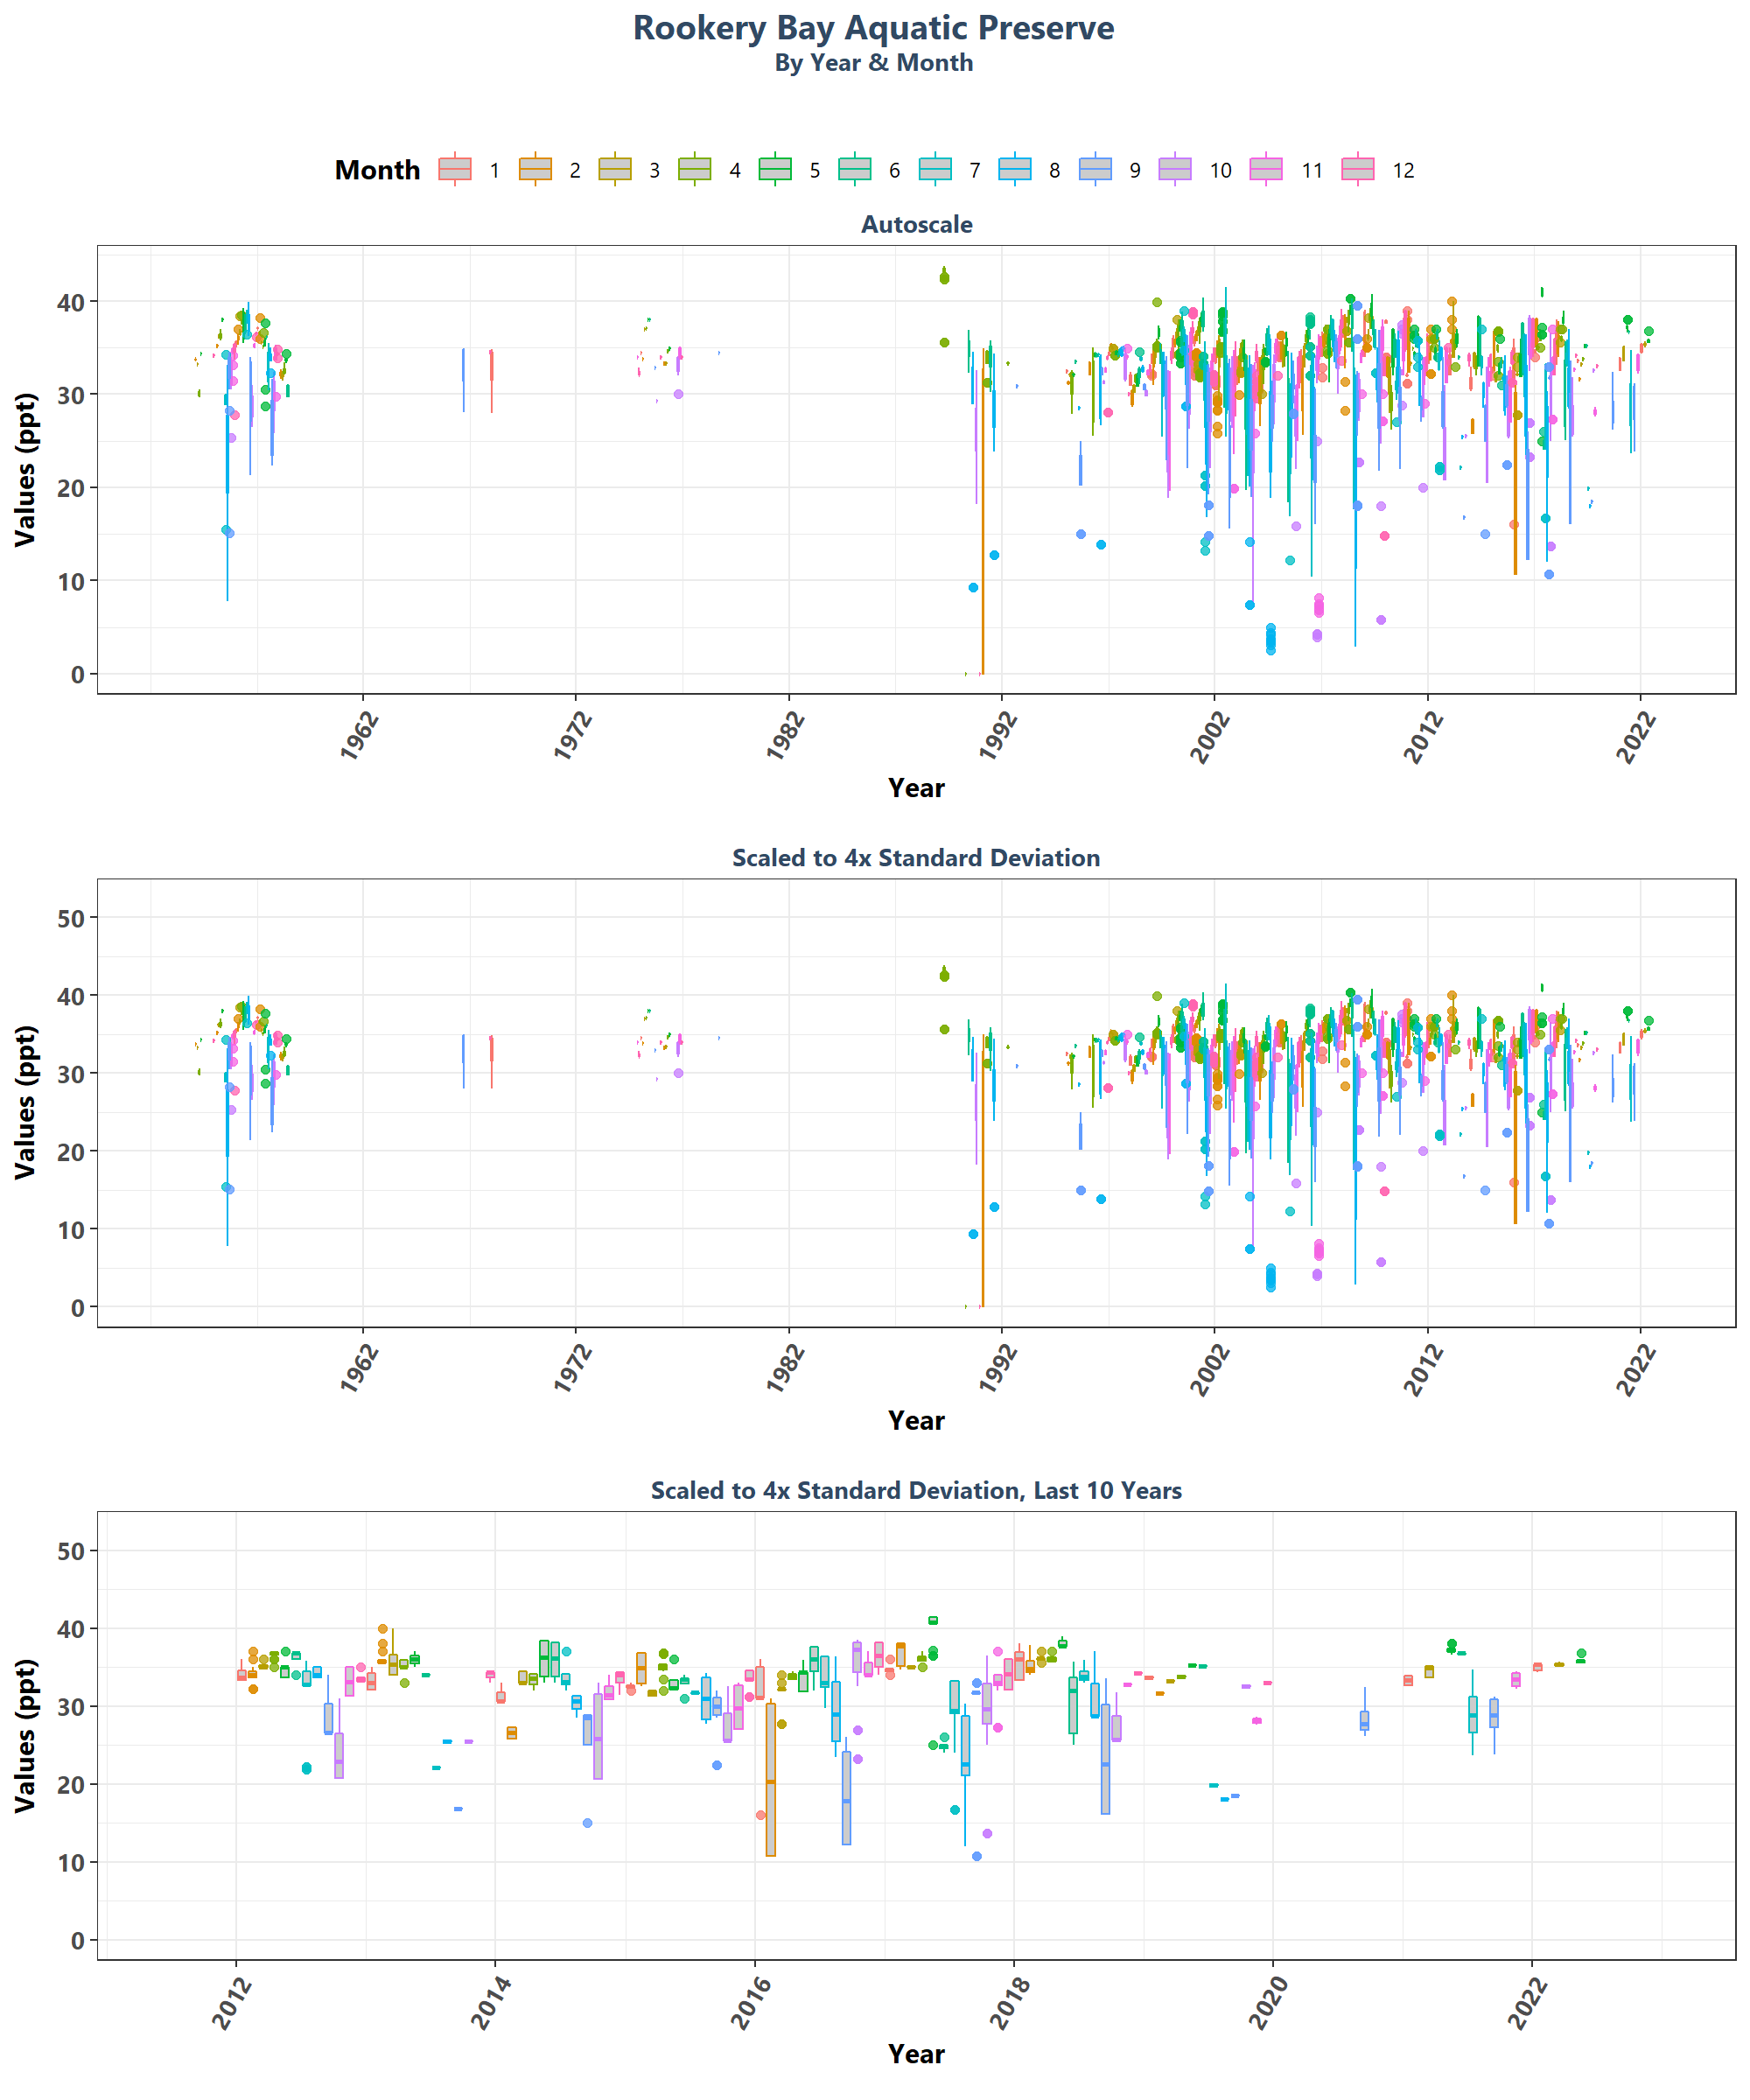 Rookery Bay Aquatic Preserve
By Year & Month
Month 1 2 3 4 5 6 7 8 9 10 11 12
Autoscale
Values (ppt)
40
30
20
10
0
1962 1972 1982 1992 2002 2012 2022
Year
Scaled to 4x Standard Deviation
Values (ppt)
50
40
30
20
10
0
1962 1972 1982 1992 2002 2012 2022
Year
Scaled to 4x Standard Deviation, Last 10 Years
Values (ppt)
50
40
30
20
10
0
2012 2014 2016 2018 2020 2022
Year